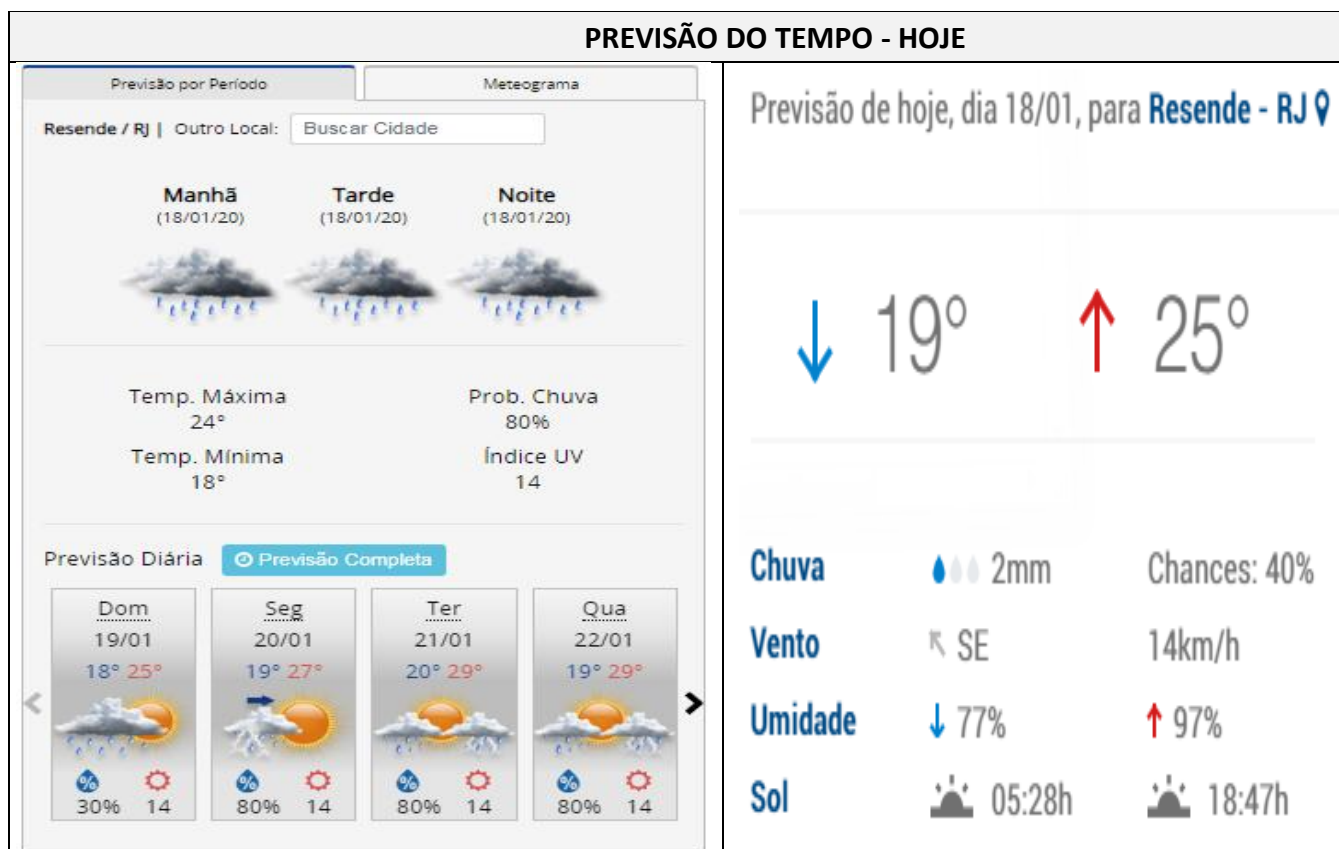 PREVISÃO DO TEMPO - HOJE
Previsão por Período
Meteograma
Resende / RJ | Outro Local: Buscar Cidade
Manhã Tarde Noite
(18/01/20) (18/01/20) (18/01/20)
Temp. Máxima Prob. Chuva
24° 80%
Temp. Mínima Índice UV
18° 14
Previsão Diária Previsão Completa
Dom Seg Ter Qua
19/01 20/01 21/01 22/01
18° 25° 19° 27° 20° 29° 19° 29°
% % % %
30% 14 80% 14 80% 14 80% 14
Previsão de hoje, dia 18/01, para Resende - RJ
19° 25°
Chuva 2mm Chances: 40%
Vento SE 14km/h
Umidade 77% 97%
Sol 05:28h 18:47h